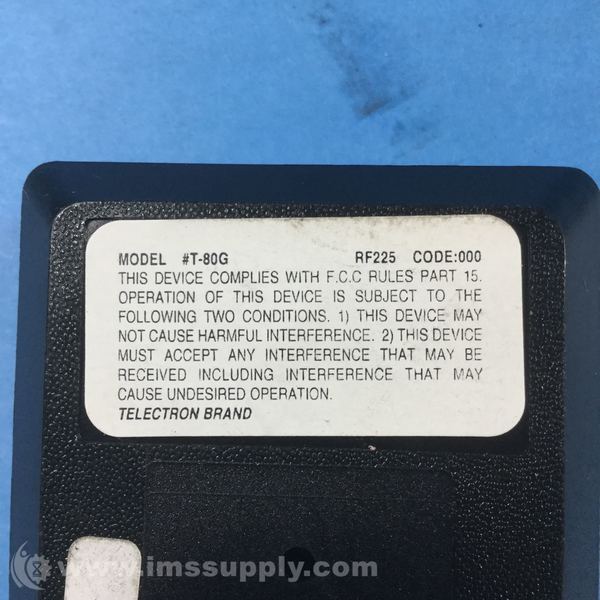 MODEL #T-80G RF225 CODE:000
THIS DEVICE COMPLIES WITH F.C.C RULES PART 15.
OPERATION OF THIS DEVICE IS SUBJECT TO THE
FOLLOWING TWO CONDITIONS. 1) THIS DEVICE MAY
NOT CAUSE HARMFUL INTERFERENCE. 2) THIS DEVICE
MUST ACCEPT ANY INTERFERENCE THAT MAY BE
RECEIVED INCLUDING INTERFERENCE THAT MAY
CAUSE UNDESIRED OPERATION.
TELECTRON BRAND
www.imssupply.com